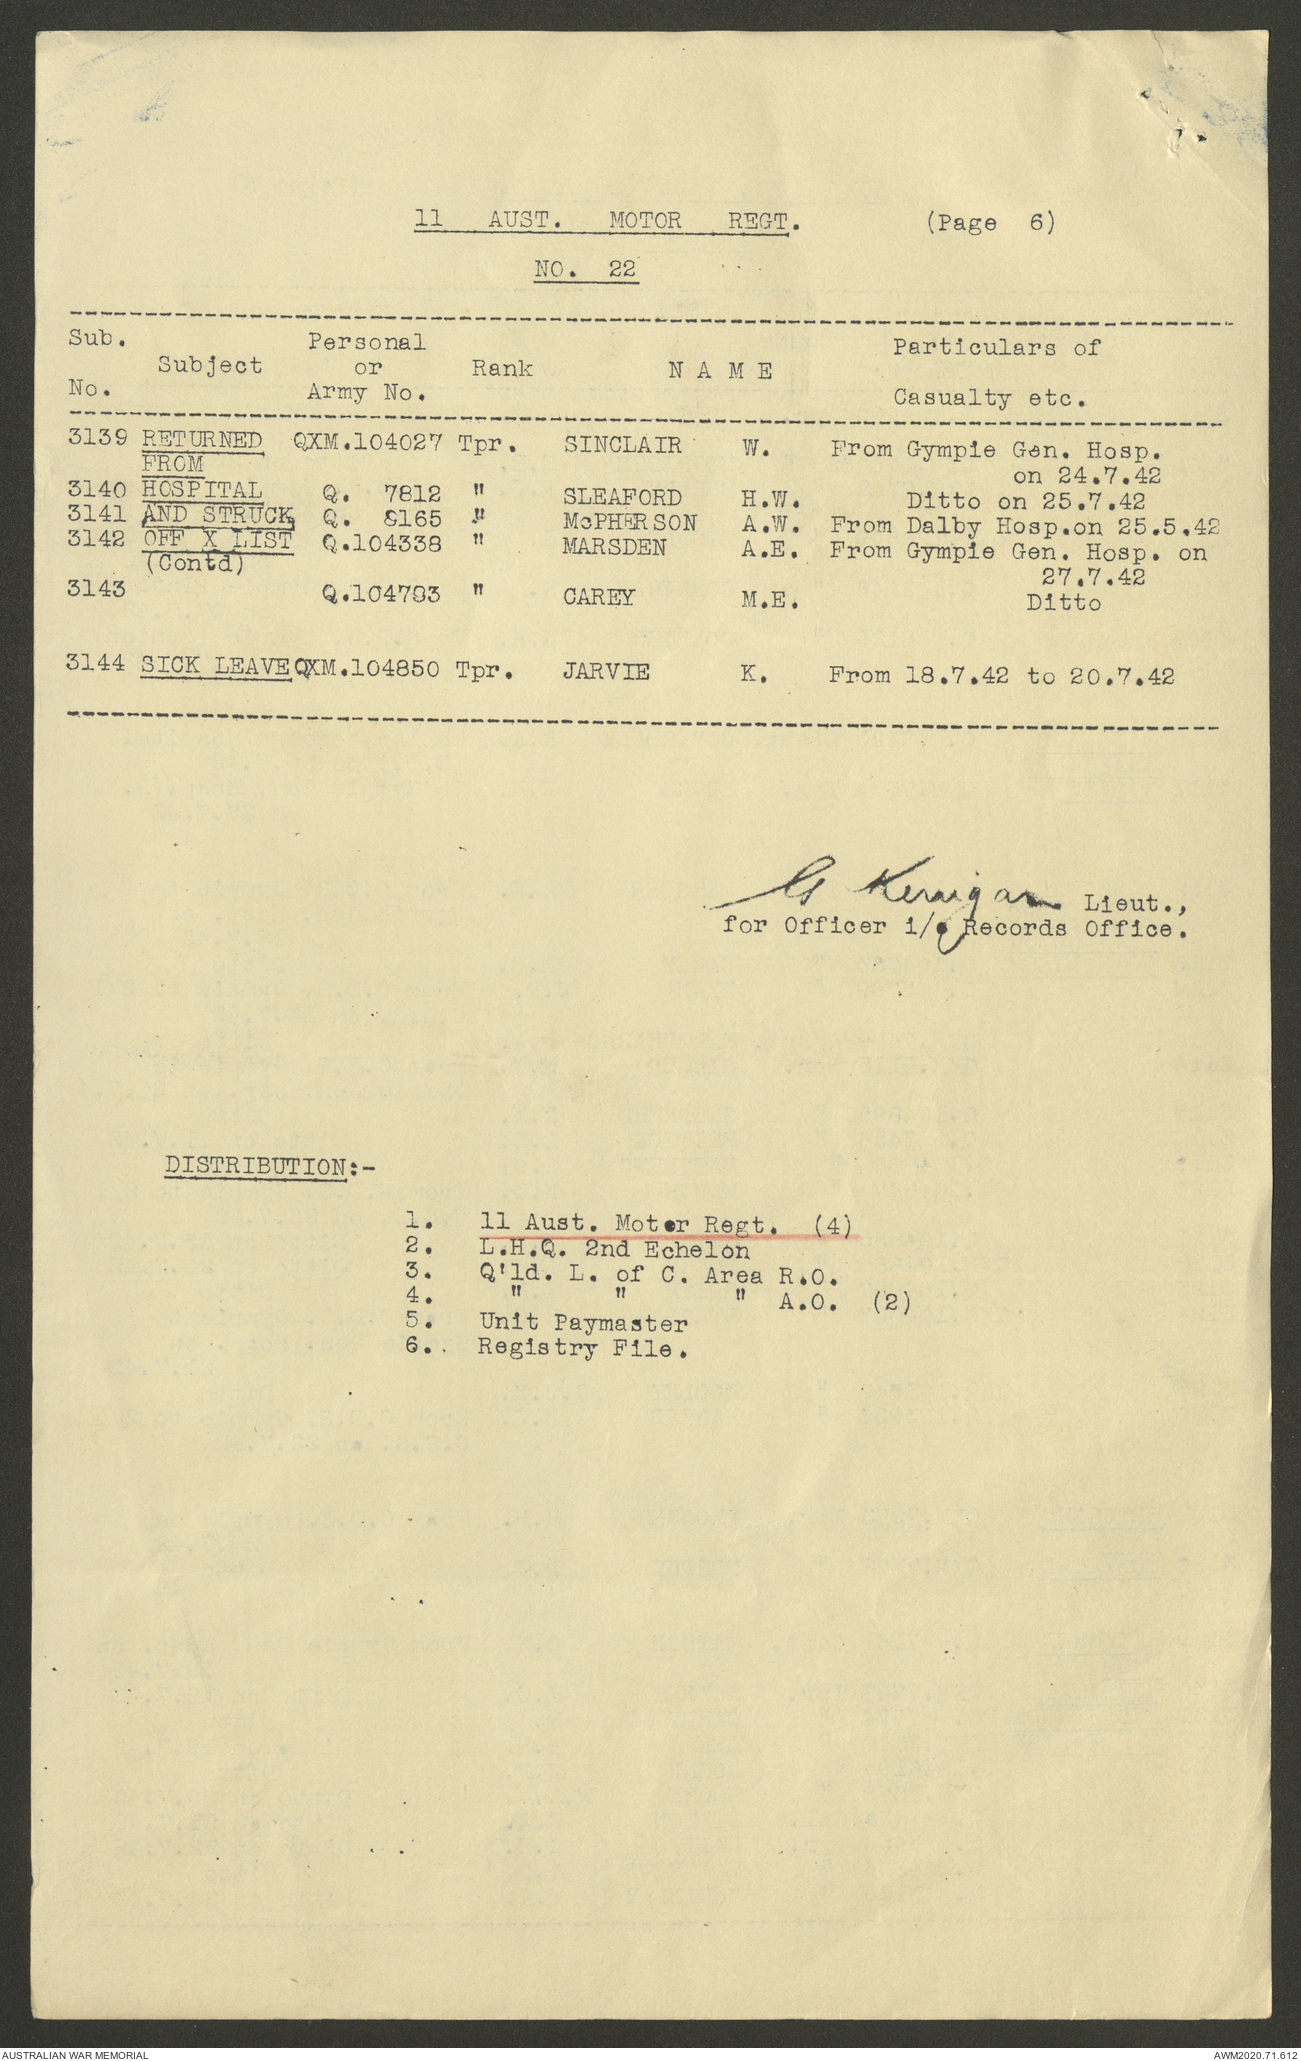 11 AUST. MOTOR REGT. (Page 6)
NO. 22
Sub. Personal Particulars of
Subject or Rank N A M E
No. Army No. Casualty etc.
3139 RETURNED QXM.104027 Tpr. SINCLAIR W. From Gympie Gen. Hosp.
FROM on 24.7.42
3140 HOSPITAL Q. 7812 " SLEAFORD H.W. Ditto on 25.7.42
3141 AND STRUCK Q. 8165 " McPHERSON A.W. From Dalby Hosp.on 25.5.42
3142 OFF X LIST Q.104338 " MARSDEN A.E. From Gympie Gen. Hosp. on
(Contd) 27.7.42
3143 Q.104793 " CAREY M.E. Ditto
3144 SICK LEAVE QXM.104850 Tpr. JARVIE K. From 18.7.42 to 20.7.42
G Kerrigan Lieut.,
for Officer i/c Records Office.
DISTRIBUTION:-
1. 11 Aust. Motor Regt. (4)
2. L.H.Q. 2nd Echelon
3. Q'ld. L. of C. Area R.O.
4. " " " A.O. (2)
5. Unit Paymaster
6. Registry File.
AUSTRALIAN WAR MEMORIAL AWM2020.71.612